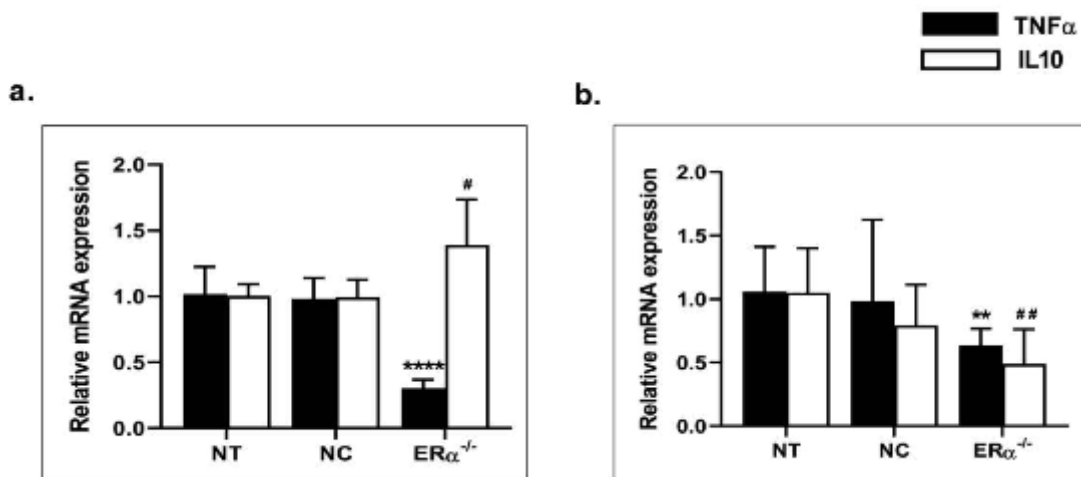 TNFα
IL10
a.
Relative mRNA expression
2.0
1.5
1.0
0.5
0.0
#
****
NT
NC
ERα-/-
b.
Relative mRNA expression
2.0
1.5
1.0
0.5
0.0
**
##
NT
NC
ERα-/-